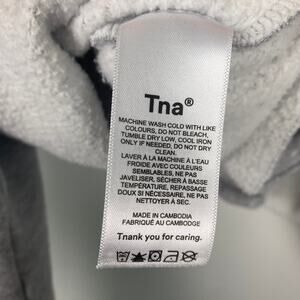 Tna®
MACHINE WASH COLD WITH LIKE
COLOURS, DO NOT BLEACH,
TUMBLE DRY LOW, COOL IRON
ONLY IF NEEDED, DO NOT DRY
CLEAN.
LAVER À LA MACHINE À L'EAU
FROIDE AVEC COULEURS
SEMBLABLES, NE PAS
JAVELISER, SÉCHER À BASSE
TEMPÉRATURE, REPASSAGE
DOUX SI NÉCESSAIRE, NE PAS
NETTOYER À SEC.
MADE IN CAMBODIA
FABRIQUÉ AU CAMBODGE
Tnank you for caring.